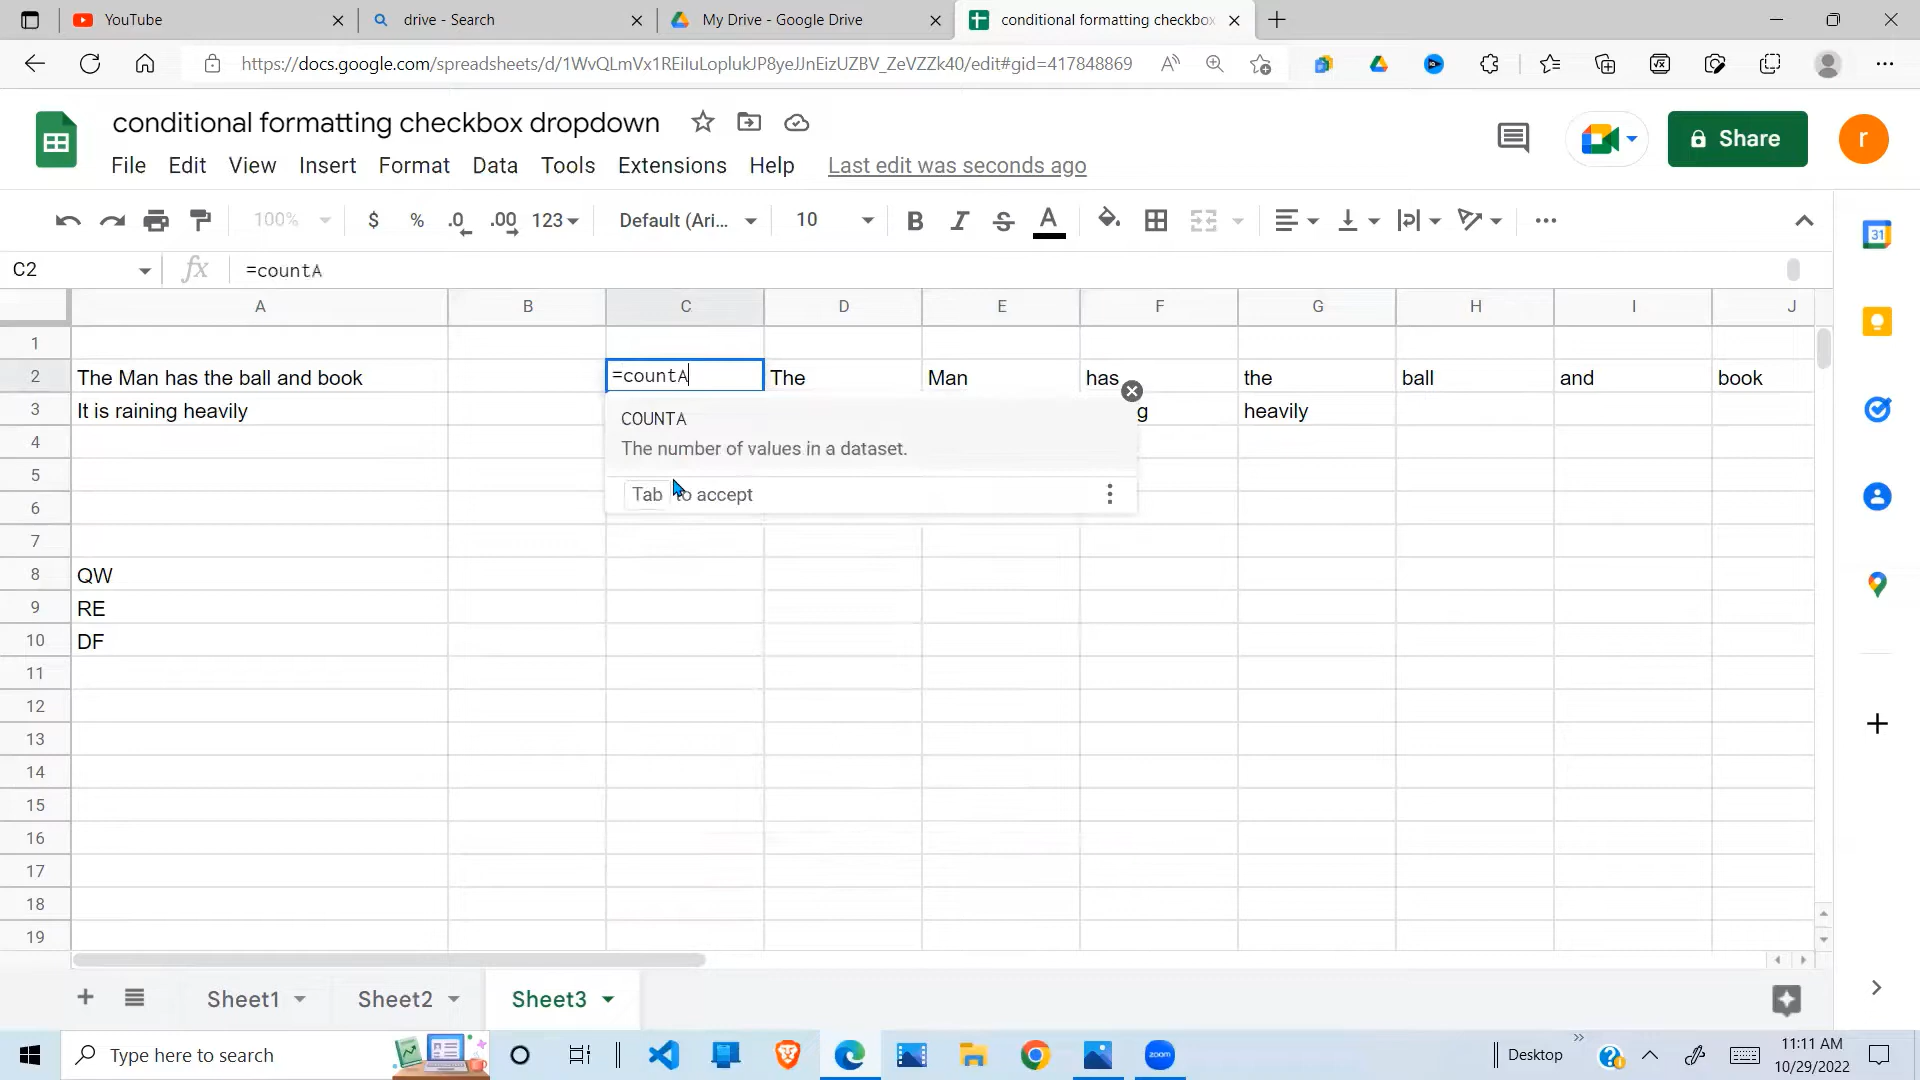 YouTube
drive - Search
My Drive - Google Drive
conditional formatting checkbox
https://docs.google.com/spreadsheets/d/1WvQLmVx1REiIuLoplukJP8yeJJnEizUZBV_ZeVZZk40/edit#gid=417848869
conditional formatting checkbox dropdown
Share
r
File Edit View Insert Format Data Tools Extensions Help Last edit was seconds ago
100% $ % .0 .00 123 Default (Ari... 10 B I S A
31
C2 fx =countA
A B C D E F G H I J
1
2 The Man has the ball and book =countA The Man has the ball and book
3 It is raining heavily g heavily
COUNTA
The number of values in a dataset.
Tab to accept
4
5
6
7
8 QW
9 RE
10 DF
11
12
13
14
15
16
17
18
19
Sheet1 Sheet2 Sheet3
Type here to search
zoom
Desktop
11:11 AM
10/29/2022